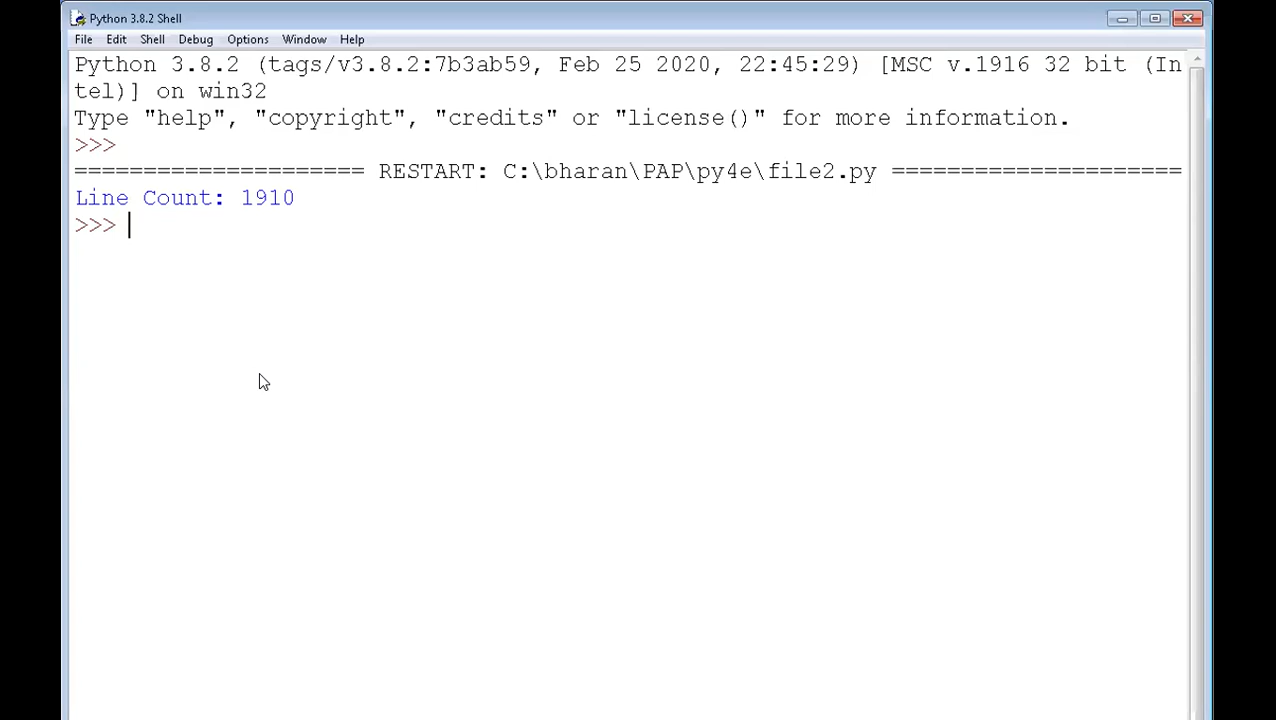 Python 3.8.2 Shell
File Edit Shell Debug Options Window Help
Python 3.8.2 (tags/v3.8.2:7b3ab59, Feb 25 2020, 22:45:29) [MSC v.1916 32 bit (In
tel)] on win32
Type "help", "copyright", "credits" or "license()" for more information.
>>>
===================== RESTART: C:\bharan\PAP\py4e\file2.py =====================
Line Count: 1910
>>>